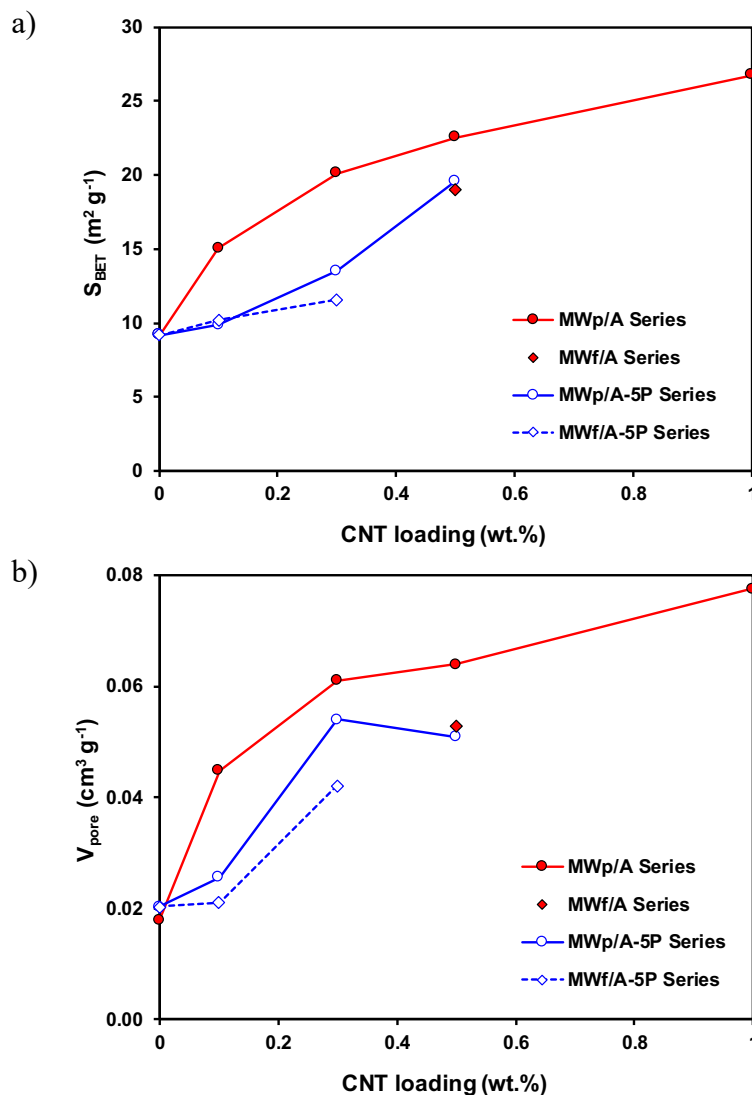 a)
30
25
20
15
10
5
0
S_BET (m² g⁻¹)
MWp/A Series
MWf/A Series
MWp/A-5P Series
MWf/A-5P Series
0 0.2 0.4 0.6 0.8 1
CNT loading (wt.%)
b)
0.08
0.06
0.04
0.02
0.00
V_pore (cm³ g⁻¹)
MWp/A Series
MWf/A Series
MWp/A-5P Series
MWf/A-5P Series
0 0.2 0.4 0.6 0.8 1
CNT loading (wt.%)